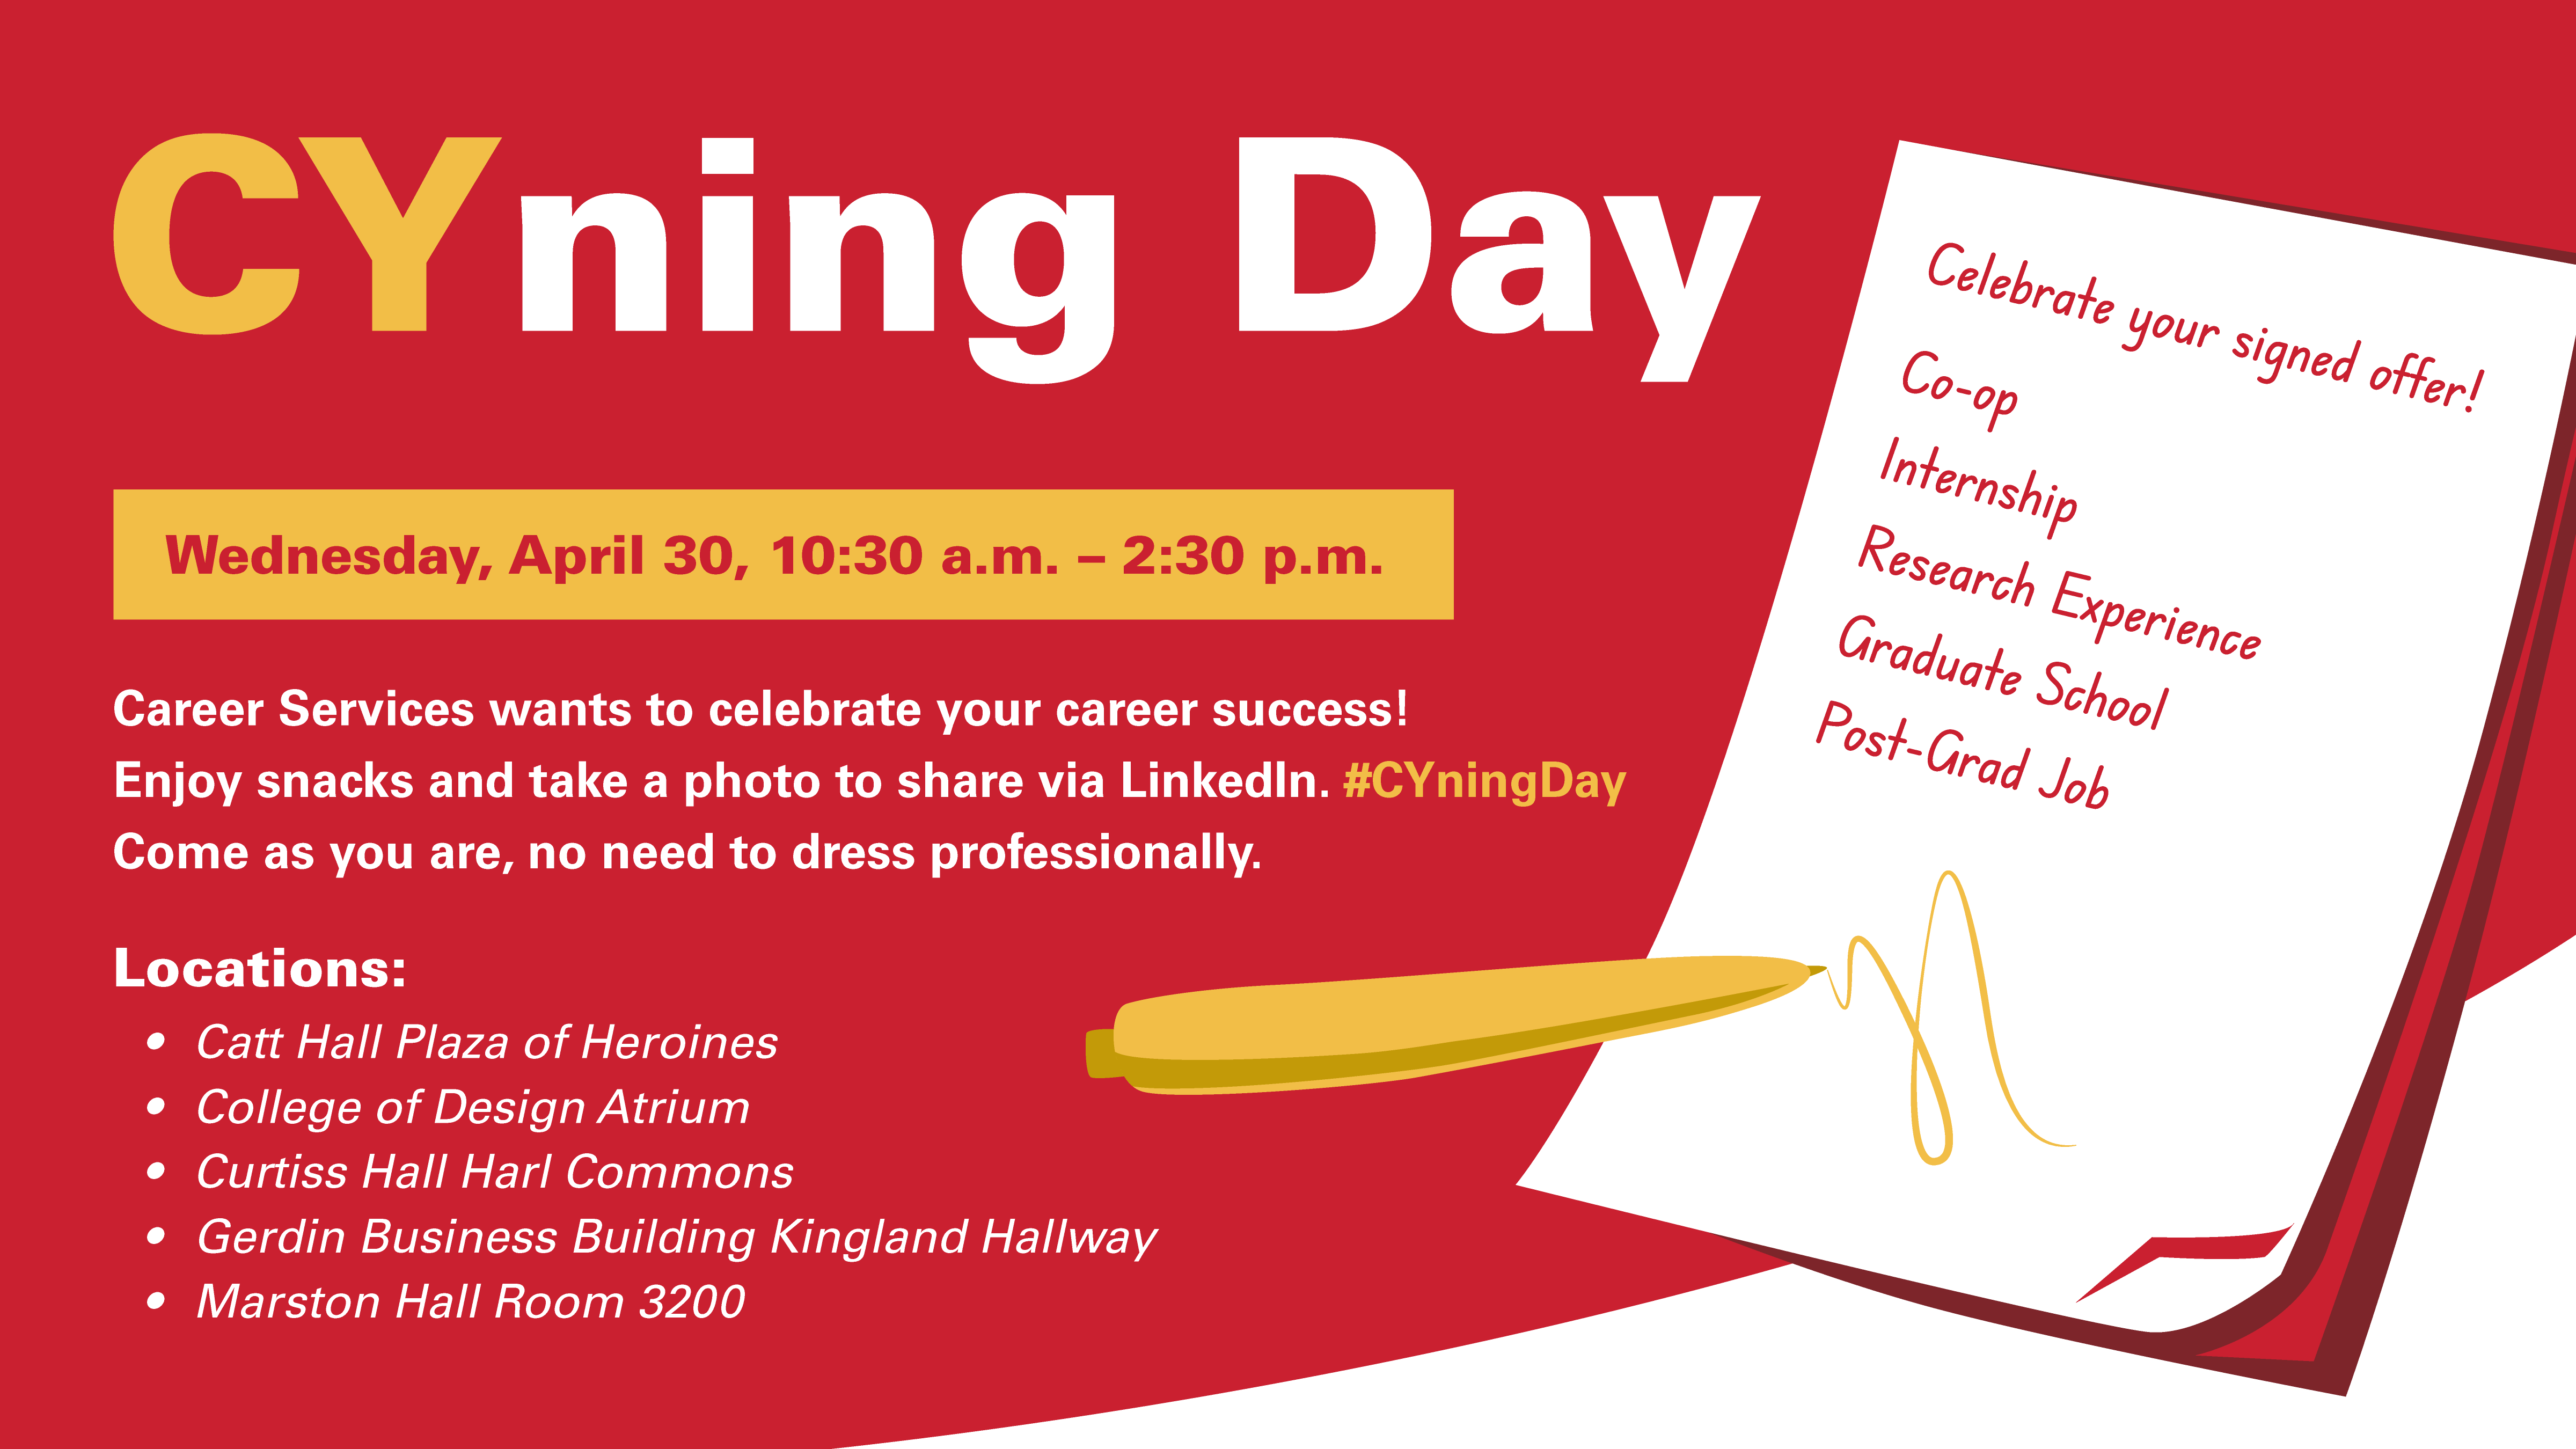 CYning Day
Wednesday, April 30, 10:30 a.m. – 2:30 p.m.
Career Services wants to celebrate your career success!
Enjoy snacks and take a photo to share via LinkedIn. #CYningDay
Come as you are, no need to dress professionally.
Locations:
• Catt Hall Plaza of Heroines
• College of Design Atrium
• Curtiss Hall Harl Commons
• Gerdin Business Building Kingland Hallway
• Marston Hall Room 3200
Celebrate your signed offer!
Co-op
Internship
Research Experience
Graduate School
Post-Grad Job